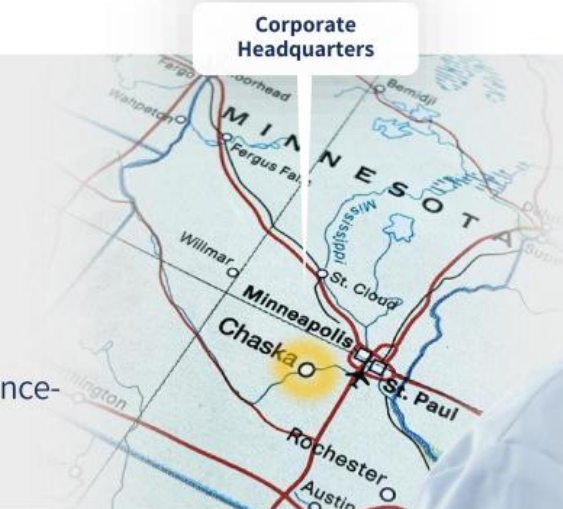 Corporate
Headquarters
Fargo
Moorhead
Bemidji
Wahpeton
MINNESOTA
Fergus Falls
Mississippi
Willmar
St. Cloud
Minneapolis
Chaska
St. Paul
nce-
Rochester
Austin